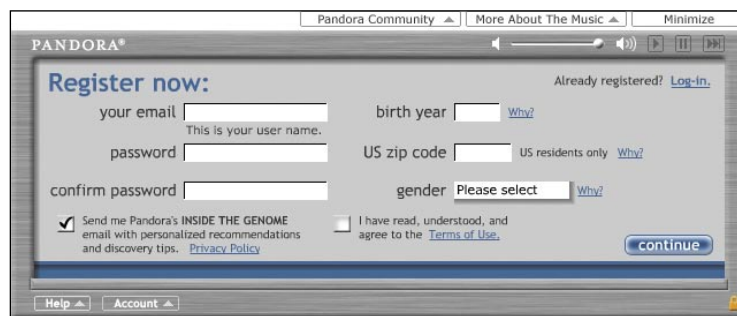 Pandora Community More About The Music Minimize
PANDORA®
Register now: Already registered? Log-in.
your email birth year Why?
This is your user name.
password US zip code US residents only Why?
confirm password gender Please select Why?
Send me Pandora's INSIDE THE GENOME
email with personalized recommendations
and discovery tips. Privacy Policy
I have read, understood, and
agree to the Terms of Use.
continue
Help Account